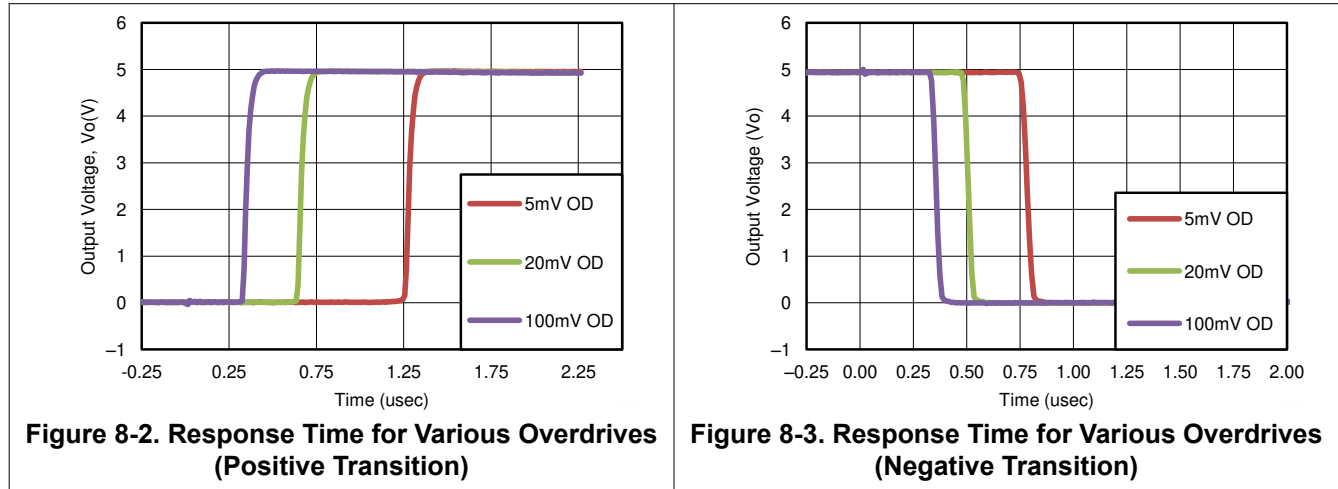 6
5
4
3
2
1
0
–1
Output Voltage, Vo(V)
5mV OD
20mV OD
100mV OD
-0.25 0.25 0.75 1.25 1.75 2.25
Time (usec)
Figure 8-2. Response Time for Various Overdrives
(Positive Transition)
6
5
4
3
2
1
0
–1
Output Voltage (Vo)
5mV OD
20mV OD
100mV OD
–0.25 0.00 0.25 0.50 0.75 1.00 1.25 1.50 1.75 2.00
Time (usec)
Figure 8-3. Response Time for Various Overdrives
(Negative Transition)